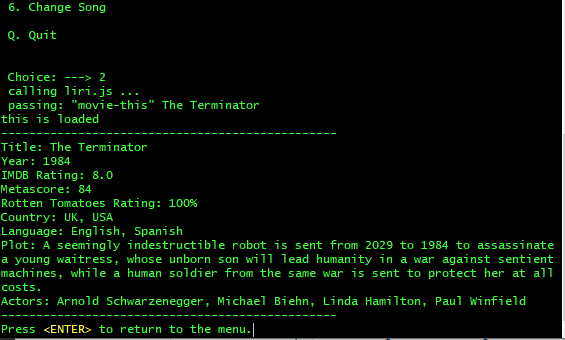 6. Change Song
Q. Quit
Choice: ---> 2
calling liri.js ...
passing: "movie-this" The Terminator
this is loaded
------------------------------------------------
Title: The Terminator
Year: 1984
IMDB Rating: 8.0
Metascore: 84
Rotten Tomatoes Rating: 100%
Country: UK, USA
Language: English, Spanish
Plot: A seemingly indestructible robot is sent from 2029 to 1984 to assassinate
a young waitress, whose unborn son will lead humanity in a war against sentient
machines, while a human soldier from the same war is sent to protect her at all
costs.
Actors: Arnold Schwarzenegger, Michael Biehn, Linda Hamilton, Paul Winfield
------------------------------------------------
Press <ENTER> to return to the menu.